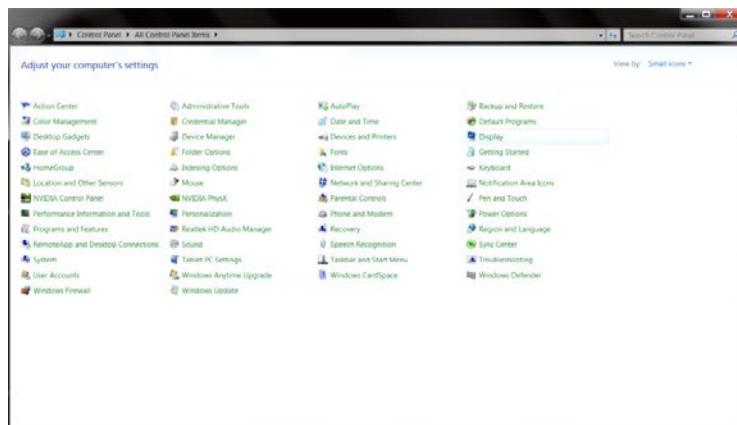 Control Panel All Control Panel Items Search Control Panel
Adjust your computer's settings View by: Small icons
Action Center Administrative Tools AutoPlay Backup and Restore
Color Management Credential Manager Date and Time Default Programs
Desktop Gadgets Device Manager Devices and Printers Display
Ease of Access Center Folder Options Fonts Getting Started
HomeGroup Indexing Options Internet Options Keyboard
Location and Other Sensors Mouse Network and Sharing Center Notification Area Icons
NVIDIA Control Panel NVIDIA PhysX Parental Controls Pen and Touch
Performance Information and Tools Personalization Phone and Modem Power Options
Programs and Features Realtek HD Audio Manager Recovery Region and Language
RemoteApp and Desktop Connections Sound Speech Recognition Sync Center
System Tablet PC Settings Taskbar and Start Menu Troubleshooting
User Accounts Windows Anytime Upgrade Windows CardSpace Windows Defender
Windows Firewall Windows Update